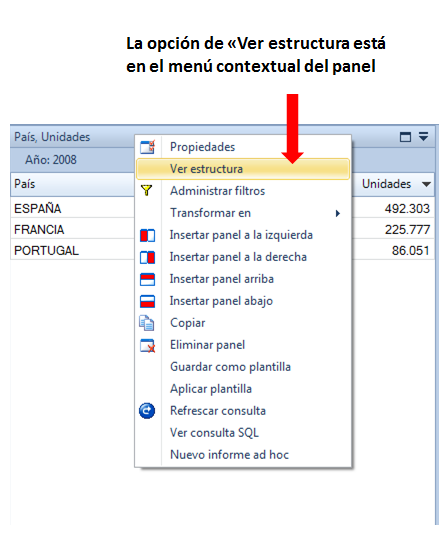 La opción de «Ver estructura está
en el menú contextual del panel
País, Unidades
Año: 2008
País
Unidades
ESPAÑA
492.303
FRANCIA
225.777
PORTUGAL
86.051
Propiedades
Ver estructura
Administrar filtros
Transformar en
Insertar panel a la izquierda
Insertar panel a la derecha
Insertar panel arriba
Insertar panel abajo
Copiar
Eliminar panel
Guardar como plantilla
Aplicar plantilla
Refrescar consulta
Ver consulta SQL
Nuevo informe ad hoc